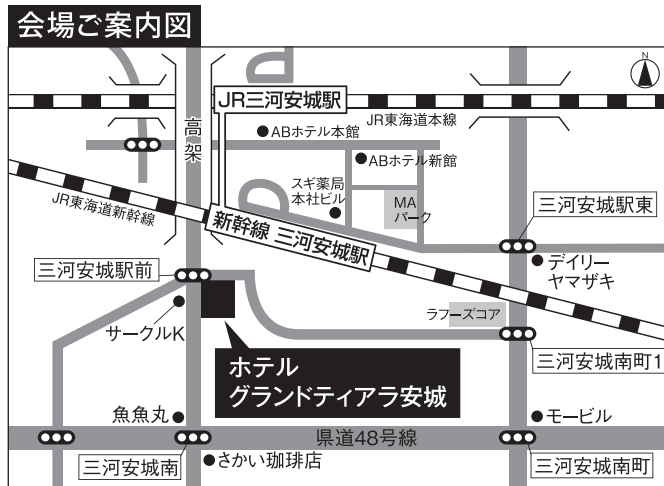 会場ご案内図
N
JR三河安城駅
JR東海道本線
高架
ABホテル本館
ABホテル新館
スギ薬局
本社ビル
MA
パーク
JR東海道新幹線
新幹線 三河安城駅
三河安城駅東
デイリー
ヤマザキ
三河安城駅前
サークルK
ラフーズコア
ホテル
グランドティアラ安城
三河安城南町1
魚魚丸
モービル
県道48号線
三河安城南
さかい珈琲店
三河安城南町